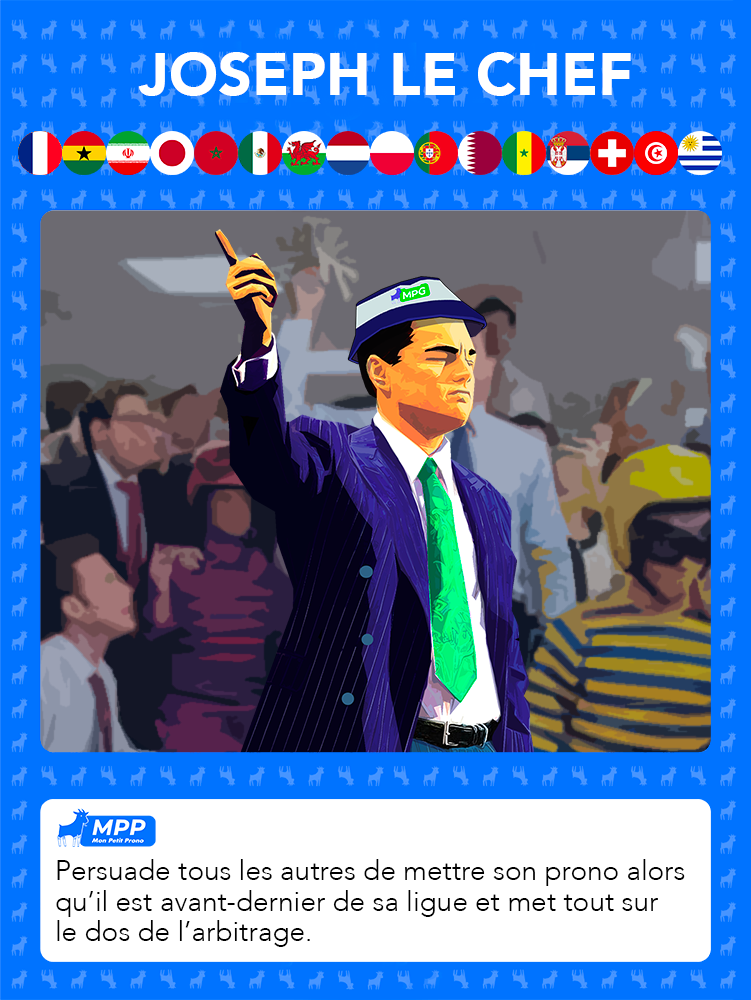 JOSEPH LE CHEF
MPG
MPP
Mon Petit Prono
Persuade tous les autres de mettre son prono alors
qu’il est avant-dernier de sa ligue et met tout sur
le dos de l’arbitrage.